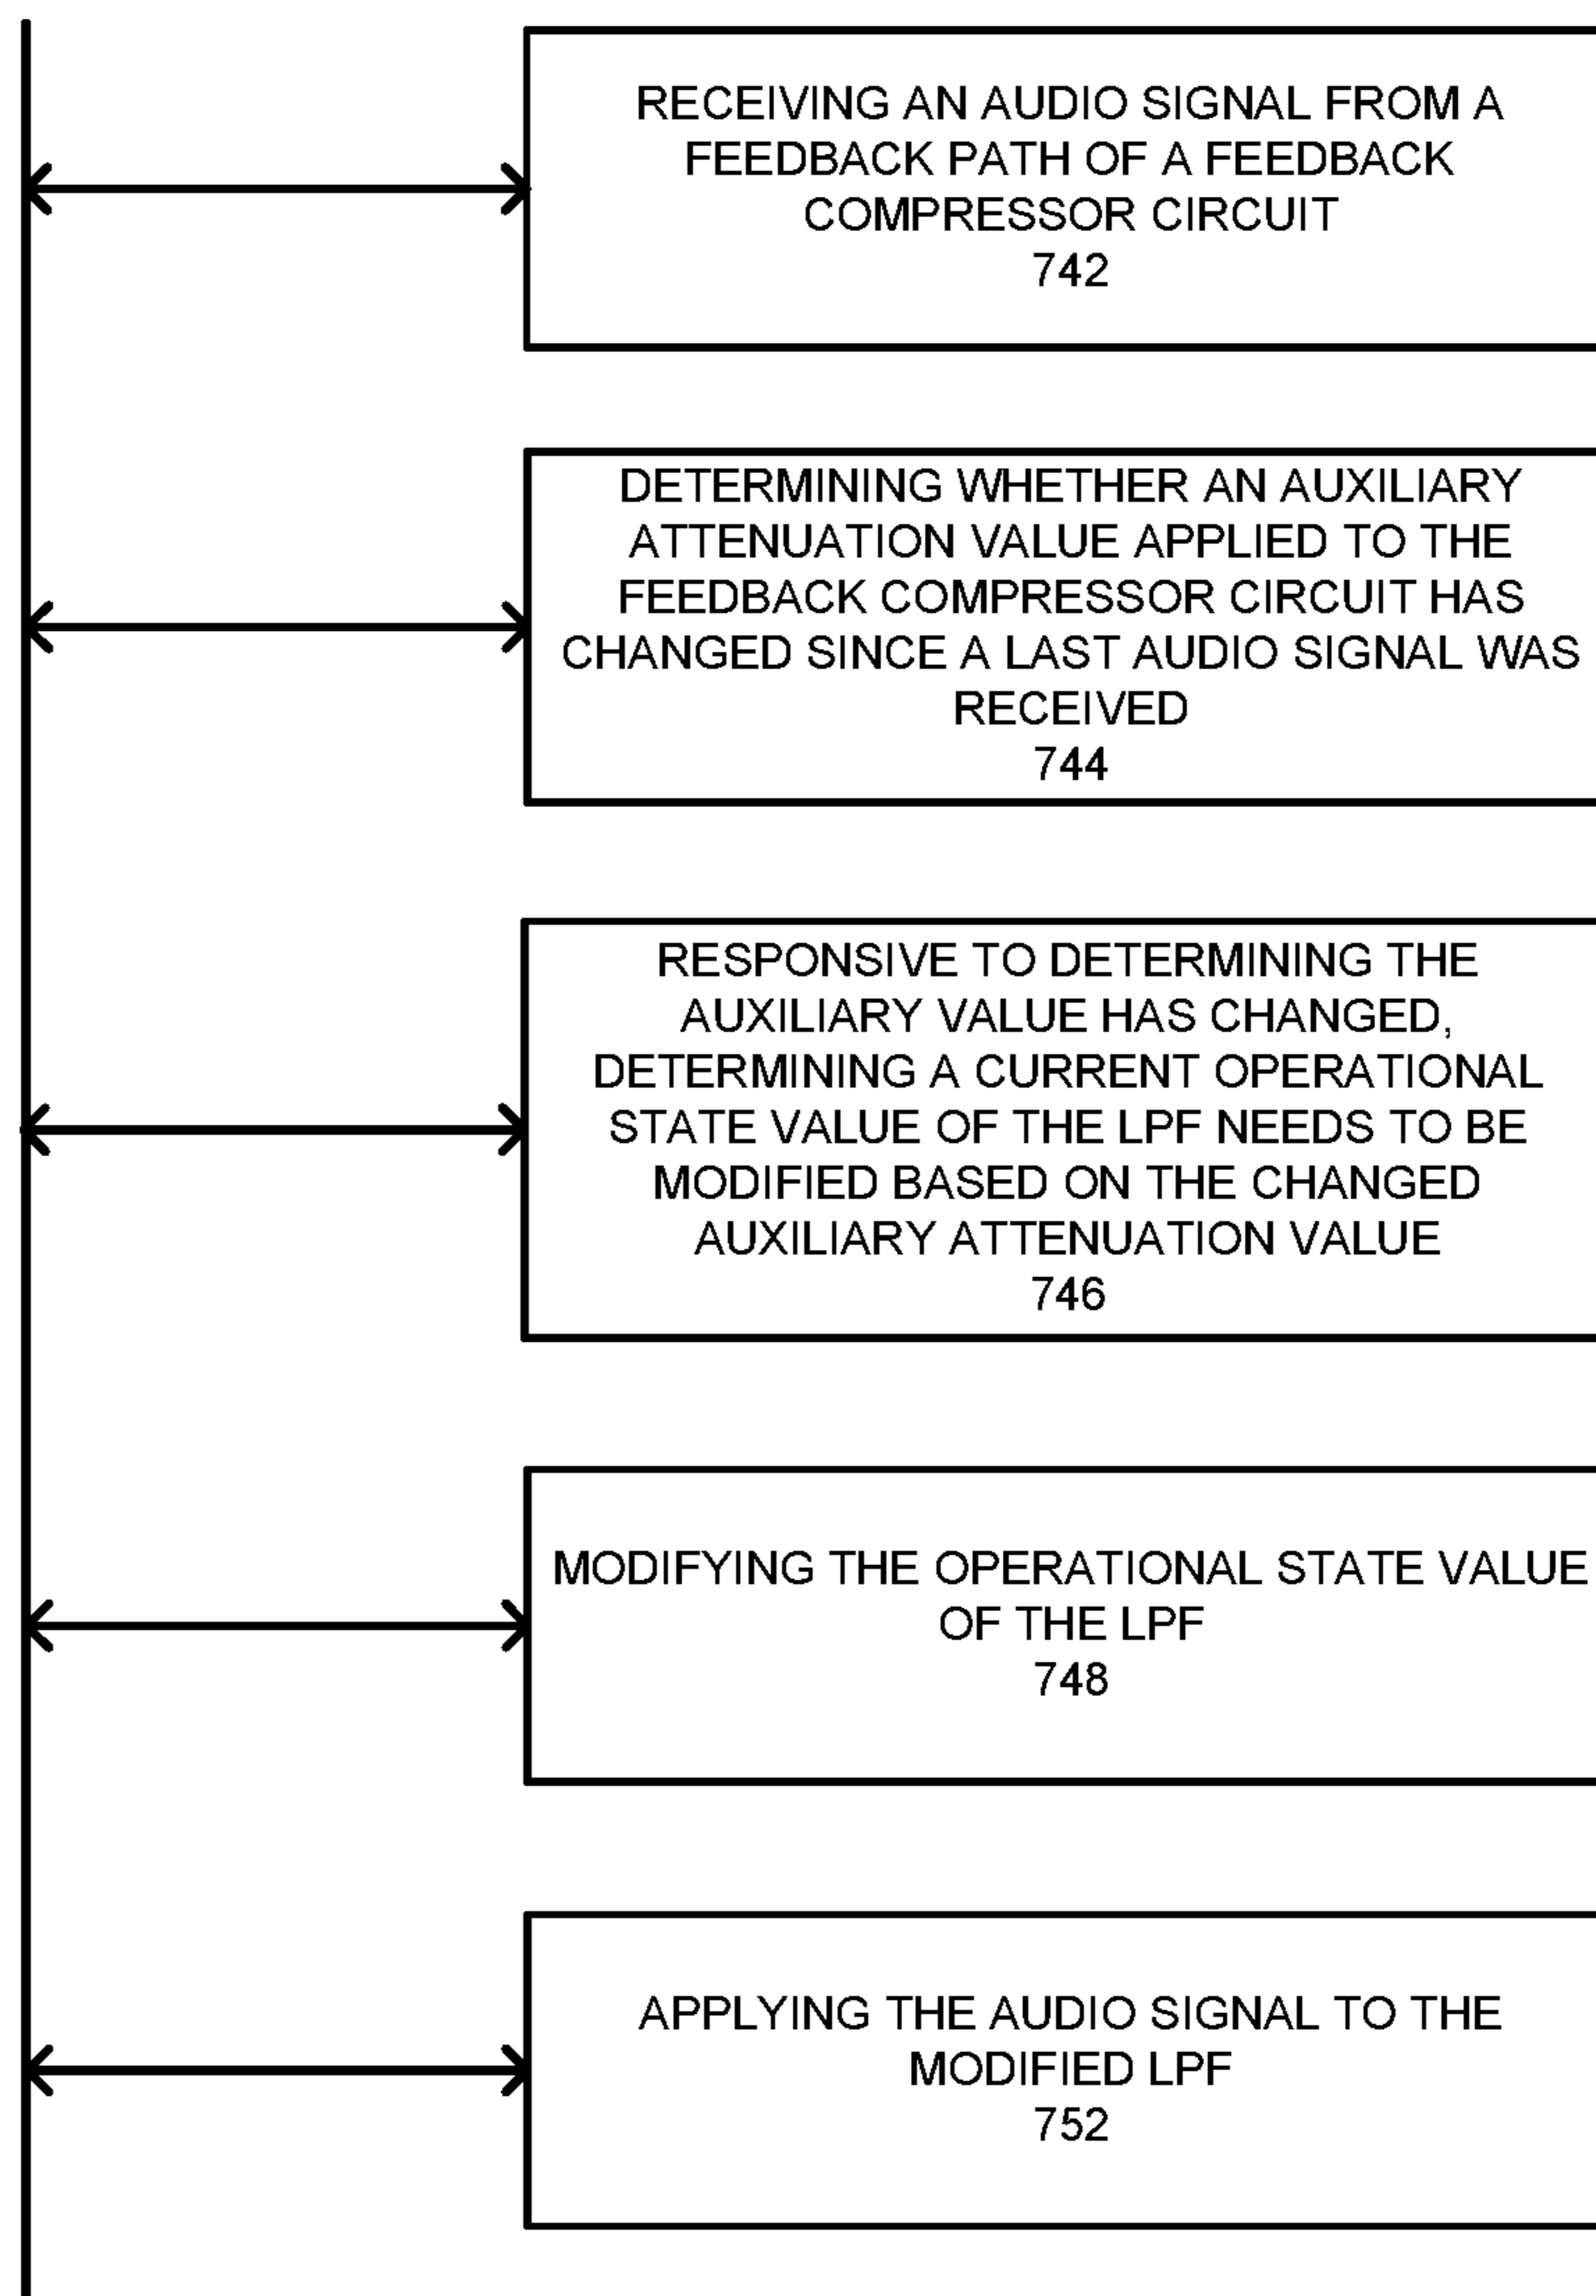 RECEIVING AN AUDIO SIGNAL FROM A
FEEDBACK PATH OF A FEEDBACK
COMPRESSOR CIRCUIT
742
DETERMINING WHETHER AN AUXILIARY
ATTENUATION VALUE APPLIED TO THE
FEEDBACK COMPRESSOR CIRCUIT HAS
CHANGED SINCE A LAST AUDIO SIGNAL WAS
RECEIVED
744
RESPONSIVE TO DETERMINING THE
AUXILIARY VALUE HAS CHANGED,
DETERMINING A CURRENT OPERATIONAL
STATE VALUE OF THE LPF NEEDS TO BE
MODIFIED BASED ON THE CHANGED
AUXILIARY ATTENUATION VALUE
746
MODIFYING THE OPERATIONAL STATE VALUE
OF THE LPF
748
APPLYING THE AUDIO SIGNAL TO THE
MODIFIED LPF
752